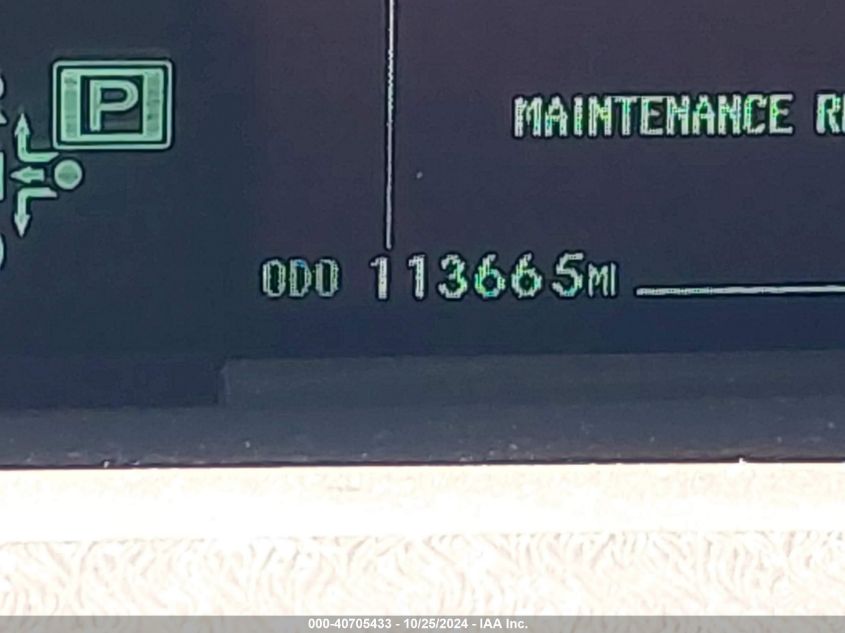 P
MAINTENANCE
ODO 113665MI
000-40705433 - 10/25/2024 - IAA Inc.